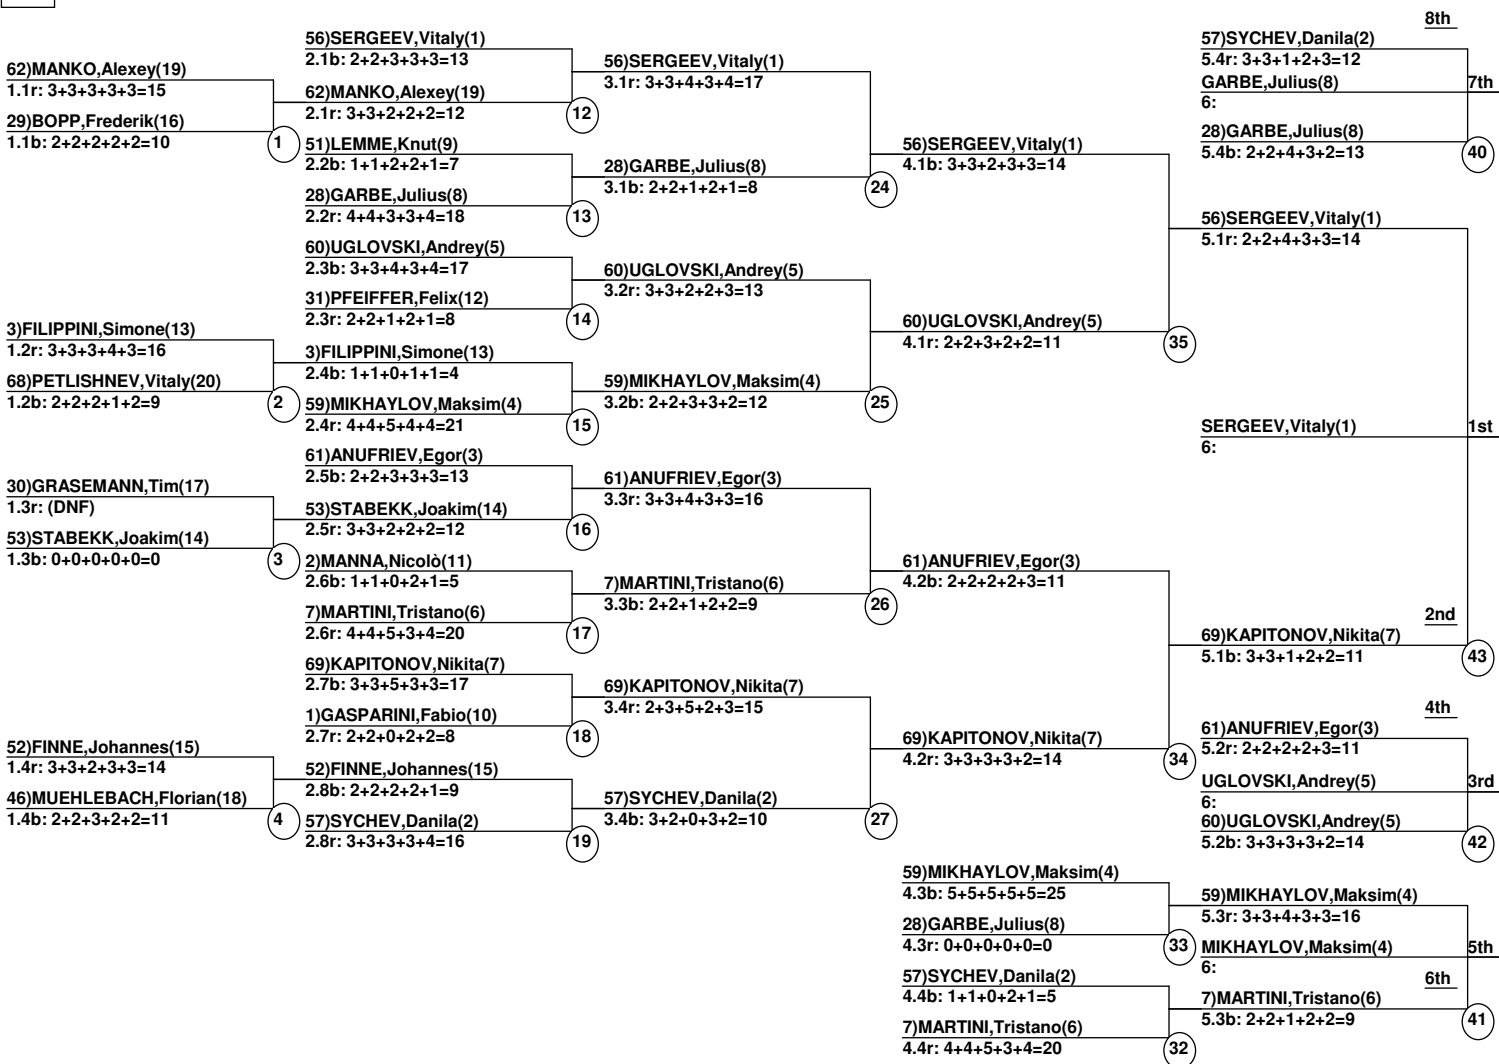 62)MANKO,Alexey(19)
1.1r: 3+3+3+3+3=15
29)BOPP,Frederik(16)
1.1b: 2+2+2+2+2=10
1
3)FILIPPINI,Simone(13)
1.2r: 3+3+3+4+3=16
68)PETLISHNEV,Vitaly(20)
1.2b: 2+2+2+1+2=9
2
30)GRASEMANN,Tim(17)
1.3r: (DNF)
53)STABEKK,Joakim(14)
1.3b: 0+0+0+0+0=0
3
52)FINNE,Johannes(15)
1.4r: 3+3+2+3+3=14
46)MUEHLEBACH,Florian(18)
1.4b: 2+2+3+2+2=11
4
56)SERGEEV,Vitaly(1)
2.1b: 2+2+3+3+3=13
62)MANKO,Alexey(19)
2.1r: 3+3+2+2+2=12
12
51)LEMME,Knut(9)
2.2b: 1+1+2+2+1=7
28)GARBE,Julius(8)
2.2r: 4+4+3+3+4=18
13
60)UGLOVSKI,Andrey(5)
2.3b: 3+3+4+3+4=17
31)PFEIFFER,Felix(12)
2.3r: 2+2+1+2+1=8
14
3)FILIPPINI,Simone(13)
2.4b: 1+1+0+1+1=4
59)MIKHAYLOV,Maksim(4)
2.4r: 4+4+5+4+4=21
15
61)ANUFRIEV,Egor(3)
2.5b: 2+2+3+3+3=13
53)STABEKK,Joakim(14)
2.5r: 3+3+2+2+2=12
16
2)MANNA,Nicolò(11)
2.6b: 1+1+0+2+1=5
7)MARTINI,Tristano(6)
2.6r: 4+4+5+3+4=20
17
69)KAPITONOV,Nikita(7)
2.7b: 3+3+5+3+3=17
1)GASPARINI,Fabio(10)
2.7r: 2+2+0+2+2=8
18
52)FINNE,Johannes(15)
2.8b: 2+2+2+2+1=9
57)SYCHEV,Danila(2)
2.8r: 3+3+3+3+4=16
19
56)SERGEEV,Vitaly(1)
3.1r: 3+3+4+3+4=17
28)GARBE,Julius(8)
3.1b: 2+2+1+2+1=8
24
60)UGLOVSKI,Andrey(5)
3.2r: 3+3+2+2+3=13
59)MIKHAYLOV,Maksim(4)
3.2b: 2+2+3+3+2=12
25
61)ANUFRIEV,Egor(3)
3.3r: 3+3+4+3+3=16
7)MARTINI,Tristano(6)
3.3b: 2+2+1+2+2=9
26
69)KAPITONOV,Nikita(7)
3.4r: 2+3+5+2+3=15
57)SYCHEV,Danila(2)
3.4b: 3+2+0+3+2=10
27
56)SERGEEV,Vitaly(1)
4.1b: 3+3+2+3+3=14
60)UGLOVSKI,Andrey(5)
4.1r: 2+2+3+2+2=11
35
61)ANUFRIEV,Egor(3)
4.2b: 2+2+2+2+3=11
69)KAPITONOV,Nikita(7)
4.2r: 3+3+3+3+2=14
34
59)MIKHAYLOV,Maksim(4)
4.3b: 5+5+5+5+5=25
28)GARBE,Julius(8)
4.3r: 0+0+0+0+0=0
33
57)SYCHEV,Danila(2)
4.4b: 1+1+0+2+1=5
7)MARTINI,Tristano(6)
4.4r: 4+4+5+3+4=20
32
8th
57)SYCHEV,Danila(2)
5.4r: 3+3+1+2+3=12
GARBE,Julius(8)
7th
6:
28)GARBE,Julius(8)
5.4b: 2+2+4+3+2=13
40
56)SERGEEV,Vitaly(1)
5.1r: 2+2+4+3+3=14
SERGEEV,Vitaly(1)
1st
6:
2nd
69)KAPITONOV,Nikita(7)
5.1b: 3+3+1+2+2=11
43
4th
61)ANUFRIEV,Egor(3)
5.2r: 2+2+2+2+3=11
UGLOVSKI,Andrey(5)
3rd
6:
60)UGLOVSKI,Andrey(5)
5.2b: 3+3+3+3+2=14
42
59)MIKHAYLOV,Maksim(4)
5.3r: 3+3+4+3+3=16
MIKHAYLOV,Maksim(4)
5th
6:
6th
7)MARTINI,Tristano(6)
5.3b: 2+2+1+2+2=9
41